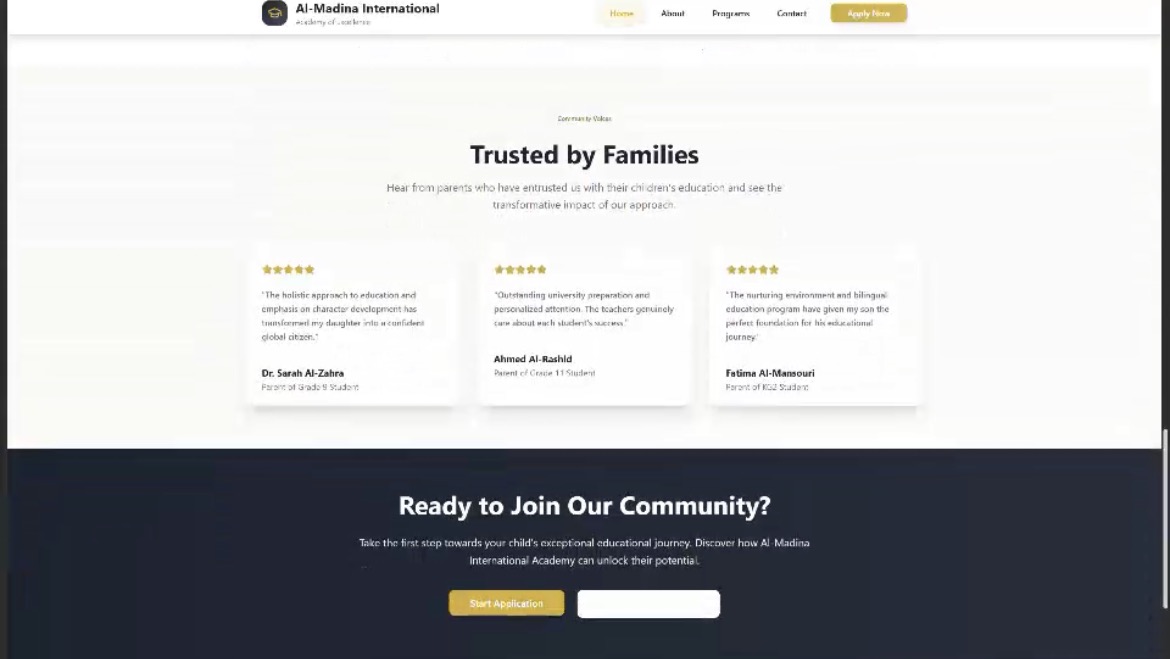 Al-Madina International
Academy of Excellence
Home
About
Programs
Contact
Apply Now
Community Voices
Trusted by Families
Hear from parents who have entrusted us with their children's education and see the
transformative impact of our approach.
"The holistic approach to education and
emphasis on character development has
transformed my daughter into a confident
global citizen."
Dr. Sarah Al-Zahra
Parent of Grade 9 Student
"Outstanding university preparation and
personalized attention. The teachers genuinely
care about each student's success."
Ahmed Al-Rashid
Parent of Grade 11 Student
"The nurturing environment and bilingual
education program have given my son the
perfect foundation for his educational
journey."
Fatima Al-Mansouri
Parent of KG2 Student
Ready to Join Our Community?
Take the first step towards your child's exceptional educational journey. Discover how Al-Madina
International Academy can unlock their potential.
Start Application